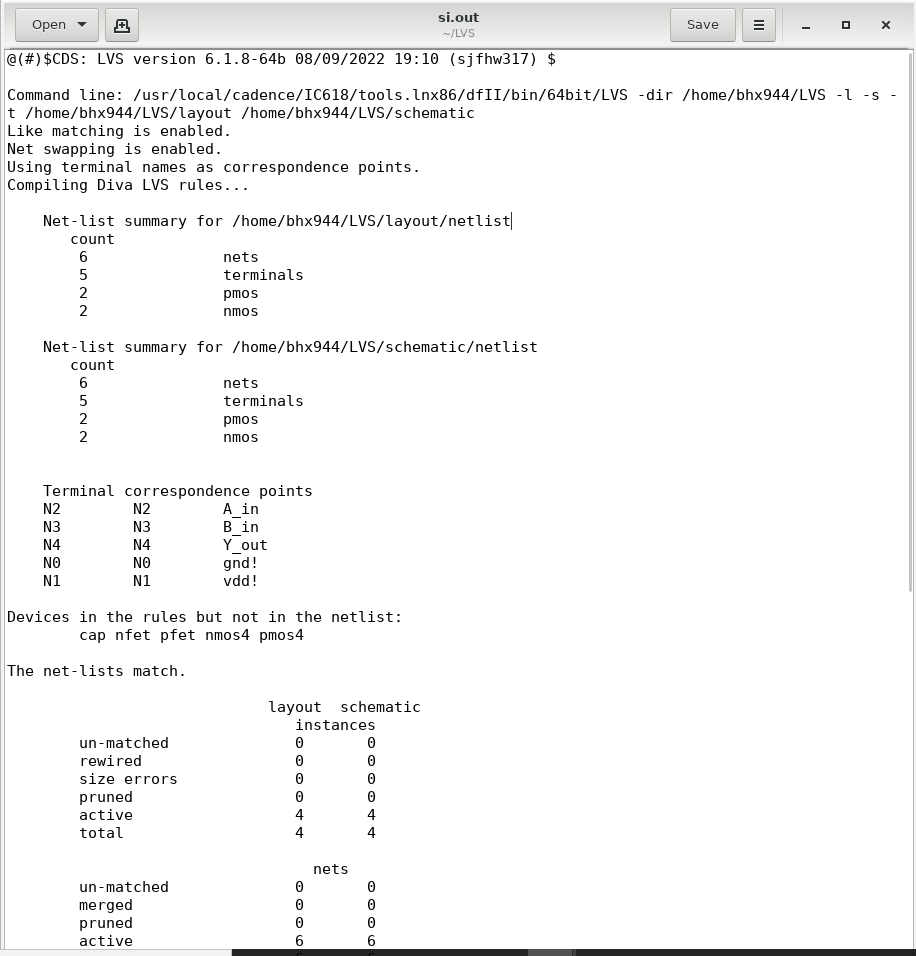 Open
si.out
~/LVS
Save
@(#)$CDS: LVS version 6.1.8-64b 08/09/2022 19:10 (sjfhw317) $
Command line: /usr/local/cadence/IC618/tools.lnx86/dfII/bin/64bit/LVS -dir /home/bhx944/LVS -l -s -
t /home/bhx944/LVS/layout /home/bhx944/LVS/schematic
Like matching is enabled.
Net swapping is enabled.
Using terminal names as correspondence points.
Compiling Diva LVS rules...
Net-list summary for /home/bhx944/LVS/layout/netlist
count
6 nets
5 terminals
2 pmos
2 nmos
Net-list summary for /home/bhx944/LVS/schematic/netlist
count
6 nets
5 terminals
2 pmos
2 nmos
Terminal correspondence points
N2 N2 A_in
N3 N3 B_in
N4 N4 Y_out
N0 N0 gnd!
N1 N1 vdd!
Devices in the rules but not in the netlist:
cap nfet pfet nmos4 pmos4
The net-lists match.
layout schematic
instances
un-matched 0 0
rewired 0 0
size errors 0 0
pruned 0 0
active 4 4
total 4 4
nets
un-matched 0 0
merged 0 0
pruned 0 0
active 6 6